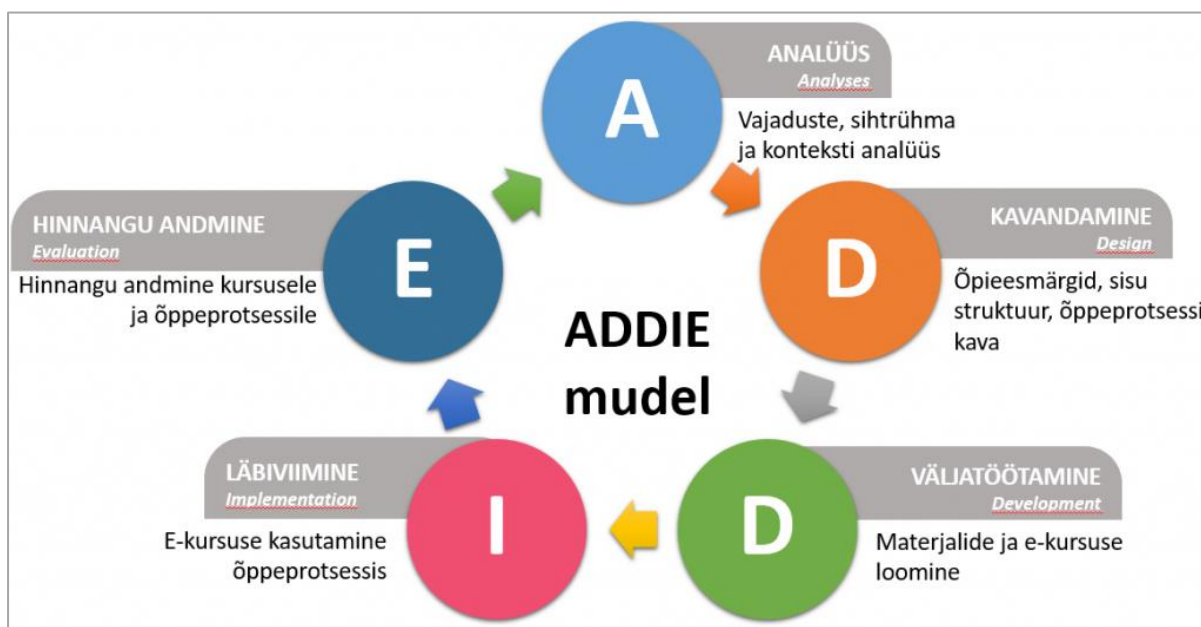 A
ANALÜÜS
Analyses
Vajaduste, sihtrühma
ja konteksti analüüs
D
KAVANDAMINE
Design
Õpieesmärgid, sisu
struktuur, õppeprotsessi
kava
D
VÄLJATÖÖTAMINE
Development
Materjalide ja e-kursuse
loomine
I
LÄBIVIIMINE
Implementation
E-kursuse kasutamine
õppeprotsessis
E
HINNANGU ANDMINE
Evaluation
Hinnangu andmine kursusele
ja õppeprotsessile
ADDIE
mudel